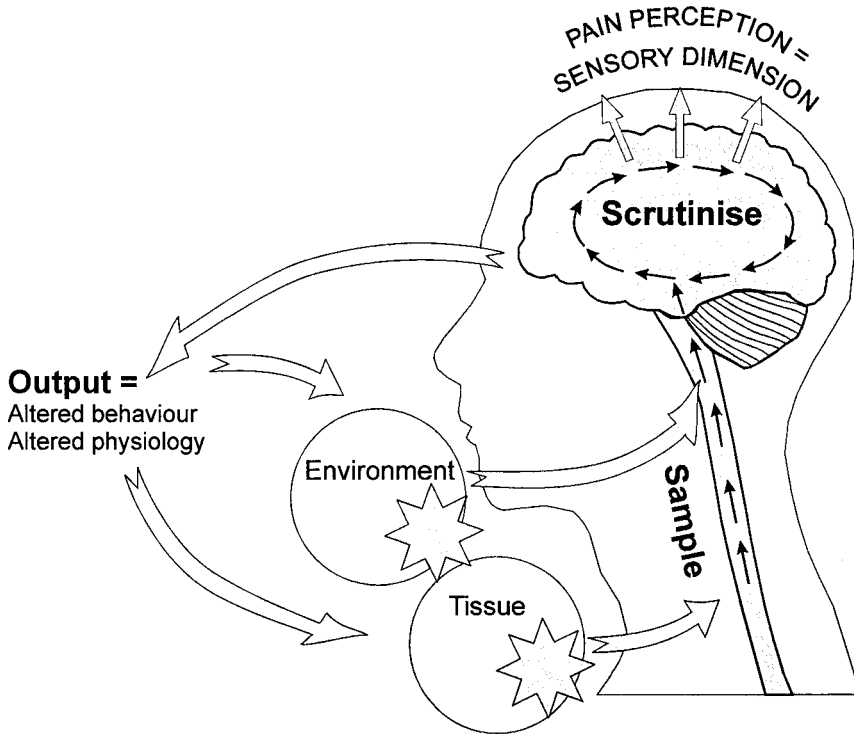 PAIN PERCEPTION =
SENSORY DIMENSION
Scrutinise
Output =
Altered behaviour
Altered physiology
Environment
Sample
Tissue